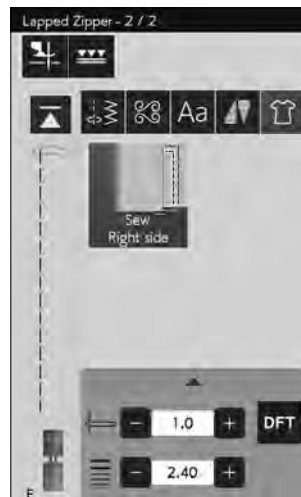 Lapped Zipper - 2 / 2
Aa
Sew
Right side
- 1.0 + DFT
- 2.40 +